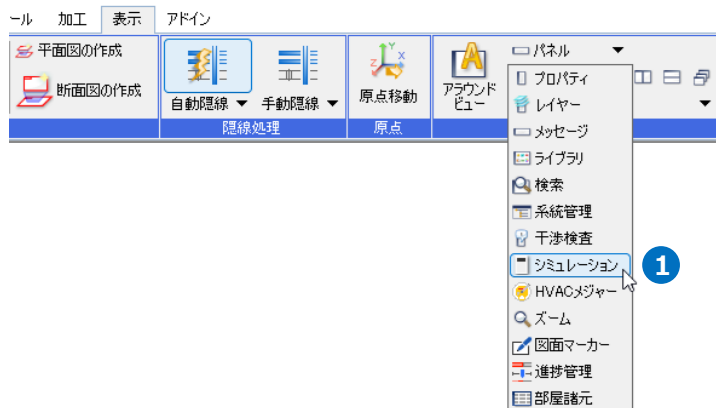 ール 加工 表示 アドイン
平面図の作成
断面図の作成
自動隠線
手動隠線
隠線処理
Y
X
Z
原点移動
原点
アラウンド
ビュー
パネル
プロパティ
レイヤー
メッセージ
ライブラリ
検索
系統管理
干渉検査
シミュレーション
1
HVACメジャー
ズーム
図面マーカー
進捗管理
部屋諸元